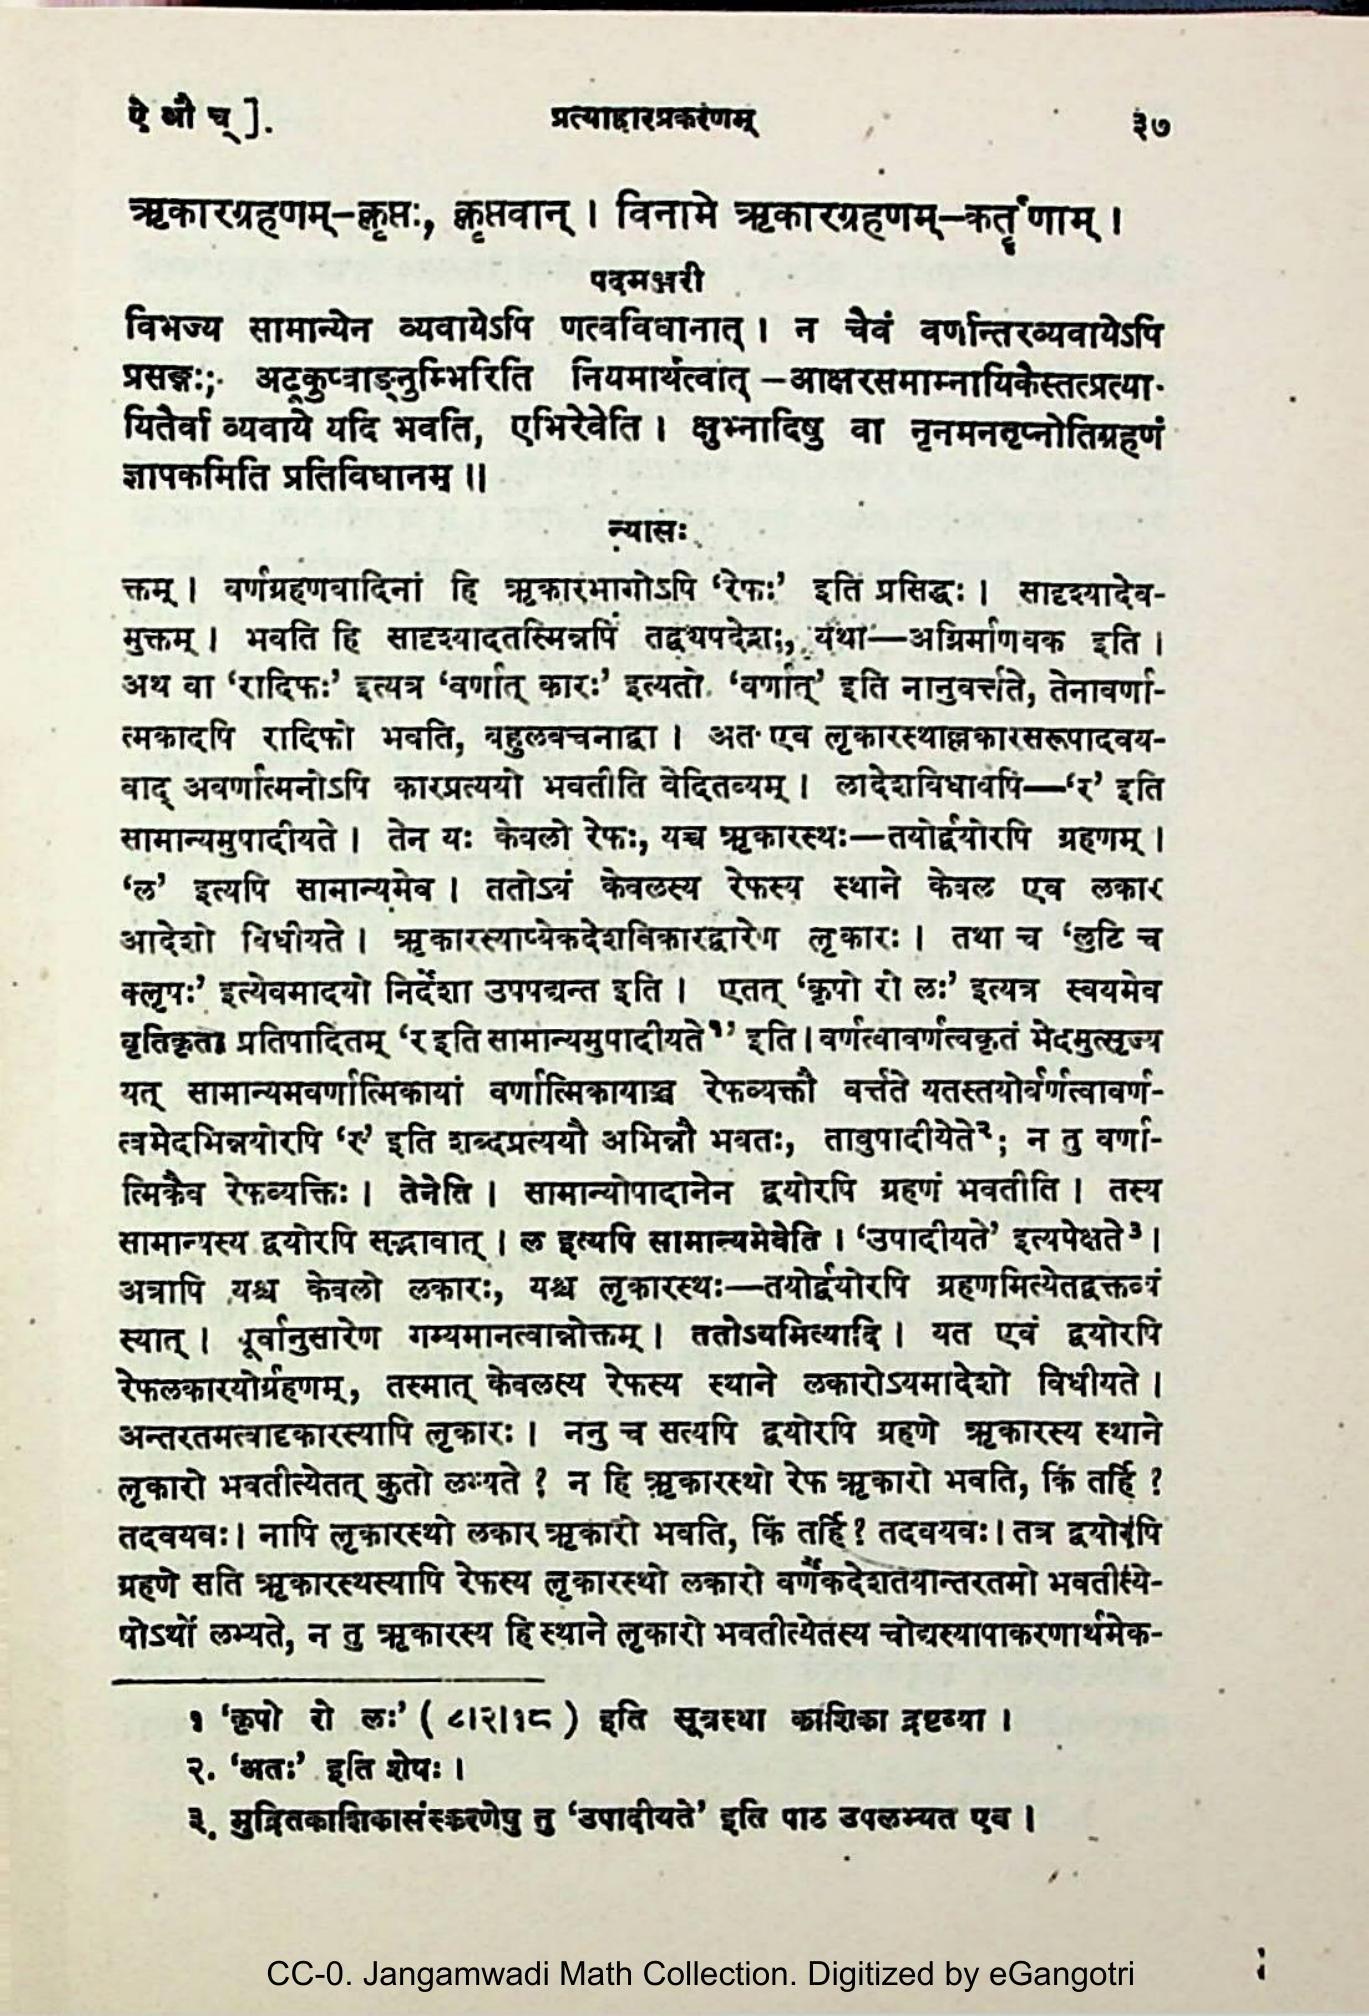 ऐ औ च् ].
प्रत्याहारप्रकरणम्
३७
ऋकारग्रहणम्–क्लृप्तः, क्लृप्तवान् । विनामे ऋकारग्रहणम्–कर्तॄणाम् ।
पदमञ्जरी
विभज्य सामान्येन व्यवायेऽपि णत्वविधानात् । न चैवं वर्णान्तरव्यवायेऽपि
प्रसङ्गः; अट्कुप्वाङ्नुम्भिरिति नियमार्थत्वात् –आक्षरसमाम्नायिकैस्तत्प्रत्या-
यितैर्वा व्यवाये यदि भवति, एभिरेवेति । क्षुभ्नादिषु वा नृनमनतृप्नोतिग्रहणं
ज्ञापकमिति प्रतिविधानम् ॥
न्यासः
क्तम् । वर्णग्रहणवादिनां हि ऋकारभागोऽपि ‘रेफः’ इति प्रसिद्धः । सादृश्यादेव-
मुक्तम् । भवति हि सादृश्यादतस्मिन्नपि तद्व्यपदेशः, यथा—अग्निर्माणवक इति ।
अथ वा ‘रादिफः’ इत्यत्र ‘वर्णात् कारः’ इत्यतो ‘वर्णात्’ इति नानुवर्त्तते, तेनावर्णा-
त्मकादपि रादिफो भवति, बहुलवचनाद्वा । अत एव लृकारस्थाल्लकारसरूपादवय-
वाद् अवर्णात्मनोऽपि कारप्रत्ययो भवतीति वेदितव्यम् । लादेशविधावपि—‘र’ इति
सामान्यमुपादीयते । तेन यः केवलो रेफः, यच्च ऋकारस्थः—तयोर्द्वयोरपि ग्रहणम् ।
‘ल’ इत्यपि सामान्यमेव । ततोऽयं केवलस्य रेफस्य स्थाने केवल एव लकार
आदेशो विधीयते । ऋकारस्याप्येकदेशविकारद्वारेण लृकारः । तथा च ‘लुटि च
क्लृपः’ इत्येवमादयो निर्देशा उपपद्यन्त इति । एतत् ‘कृपो रो लः’ इत्यत्र स्वयमेव
वृतिकृता प्रतिपादितम् ‘र इति सामान्यमुपादीयते१’ इति । वर्णत्वावर्णत्वकृतं भेदमुत्सृज्य
यत् सामान्यमवर्णात्मिकायां वर्णात्मिकायाञ्च रेफव्यक्तौ वर्त्तते यतस्तयोर्वर्णत्वावर्ण-
त्वभेदभिन्नयोरपि ‘र’ इति शब्दप्रत्ययौ अभिन्नौ भवतः, तावुपादीयेते२; न तु वर्णा-
त्मिकैव रेफव्यक्तिः । तेनेति । सामान्योपादानेन द्वयोरपि ग्रहणं भवतीति । तस्य
सामान्यस्य द्वयोरपि सद्भावात् । ल इत्यपि सामान्यमेवेति । ‘उपादीयते’ इत्यपेक्षते३ ।
अत्रापि यश्च केवलो लकारः, यश्च लृकारस्थः—तयोर्द्वयोरपि ग्रहणमित्येतद्वक्तव्यं
स्यात् । पूर्वानुसारेण गम्यमानत्वान्नोक्तम् । ततोऽयमित्यादि । यत एवं द्वयोरपि
रेफलकारयोर्ग्रहणम्, तस्मात् केवलस्य रेफस्य स्थाने लकारोऽयमादेशो विधीयते ।
अन्तरतमत्वादृकारस्यापि लृकारः । ननु च सत्यपि द्वयोरपि ग्रहणे ऋकारस्य स्थाने
लृकारो भवतीत्येतत् कुतो लभ्यते ? न हि ऋकारस्थो रेफ ऋकारो भवति, किं तर्हि ?
तदवयवः । नापि लृकारस्थो लकार ऋकारो भवति, किं तर्हि ? तदवयवः । तत्र द्वयोरपि
ग्रहणे सति ऋकारस्थस्यापि रेफस्य लृकारस्थो लकारो वर्णैकदेशतयान्तरतमो भवतीत्ये-
षोऽर्थो लभ्यते, न तु ऋकारस्य हि स्थाने लृकारो भवतीत्येतस्य चोद्यस्यापाकरणार्थमेक-
१ ‘कृपो रो लः’ ( ८।२।१८ ) इति सूत्रस्था काशिका द्रष्टव्या ।
२. ‘अतः’ इति शेषः ।
३. मुद्रितकाशिकासंस्करणेषु तु ‘उपादीयते’ इति पाठ उपलभ्यत एव ।
CC-0. Jangamwadi Math Collection. Digitized by eGangotri